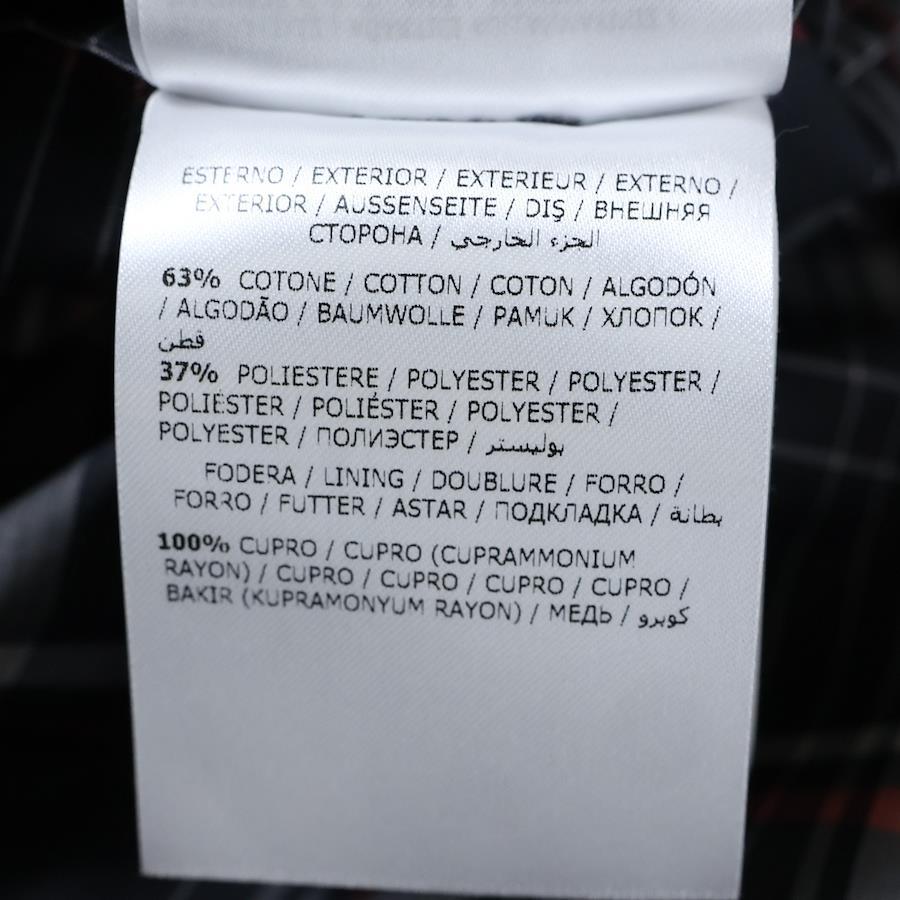 ESTERNO / EXTERIOR / EXTERIEUR / EXTERNO /
EXTERIOR / AUSSENSEITE / DIŞ / ВНЕШНЯЯ
СТОРОНА / الجزء الخارجي
63% COTONE / COTTON / COTON / ALGODÓN
/ ALGODÃO / BAUMWOLLE / PAMUK / ХЛОПОК /
قطن
37% POLIESTERE / POLYESTER / POLYESTER /
POLIÉSTER / POLIÉSTER / POLYESTER /
POLYESTER / ПОЛИЭСТЕР / بوليستر
FODERA / LINING / DOUBLURE / FORRO /
FORRO / FUTTER / ASTAR / ПОДКЛАДКА / بطانة
100% CUPRO / CUPRO (CUPRAMMONIUM
RAYON) / CUPRO / CUPRO / CUPRO / CUPRO /
BAKIR (KUPRAMONYUM RAYON) / МЕДЬ / كوبرو